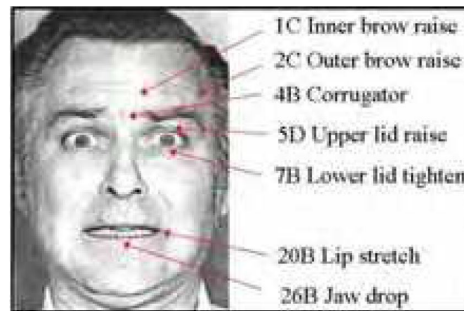 1C Inner brow raise
2C Outer brow raise
4B Corrugator
5D Upper lid raise
7B Lower lid tighten
20B Lip stretch
26B Jaw drop